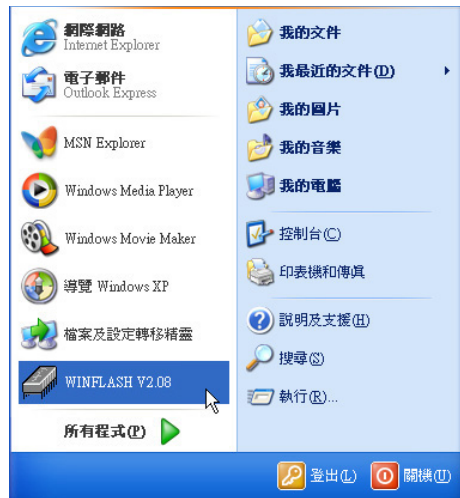 網際網路
Internet Explorer
電子郵件
Outlook Express
MSN Explorer
Windows Media Player
Windows Movie Maker
導覽 Windows XP
檔案及設定轉移精靈
WINFLASH V2.08
所有程式(P)
我的文件
我最近的文件(D)
我的圖片
我的音樂
我的電腦
控制台(C)
印表機和傳真
說明及支援(H)
搜尋(S)
執行(R)...
登出(L)
關機(U)